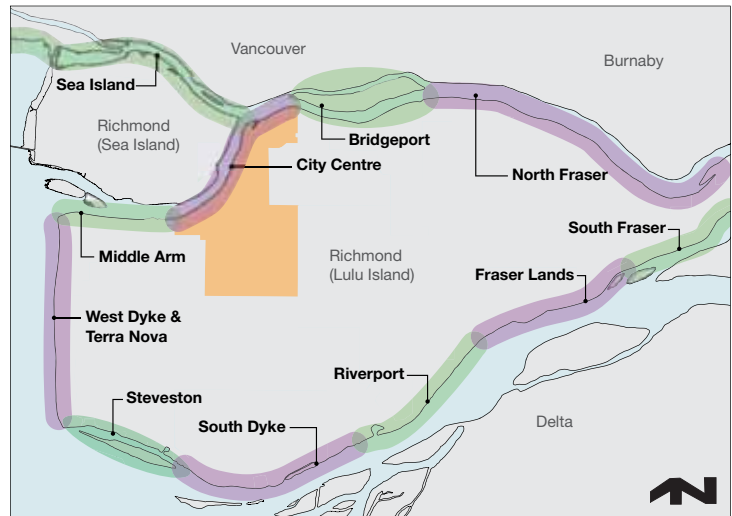 Vancouver
Burnaby
Sea Island
Richmond
(Sea Island)
Bridgeport
City Centre
North Fraser
South Fraser
Middle Arm
Richmond
(Lulu Island)
Fraser Lands
West Dyke &
Terra Nova
Riverport
Steveston
South Dyke
Delta
N